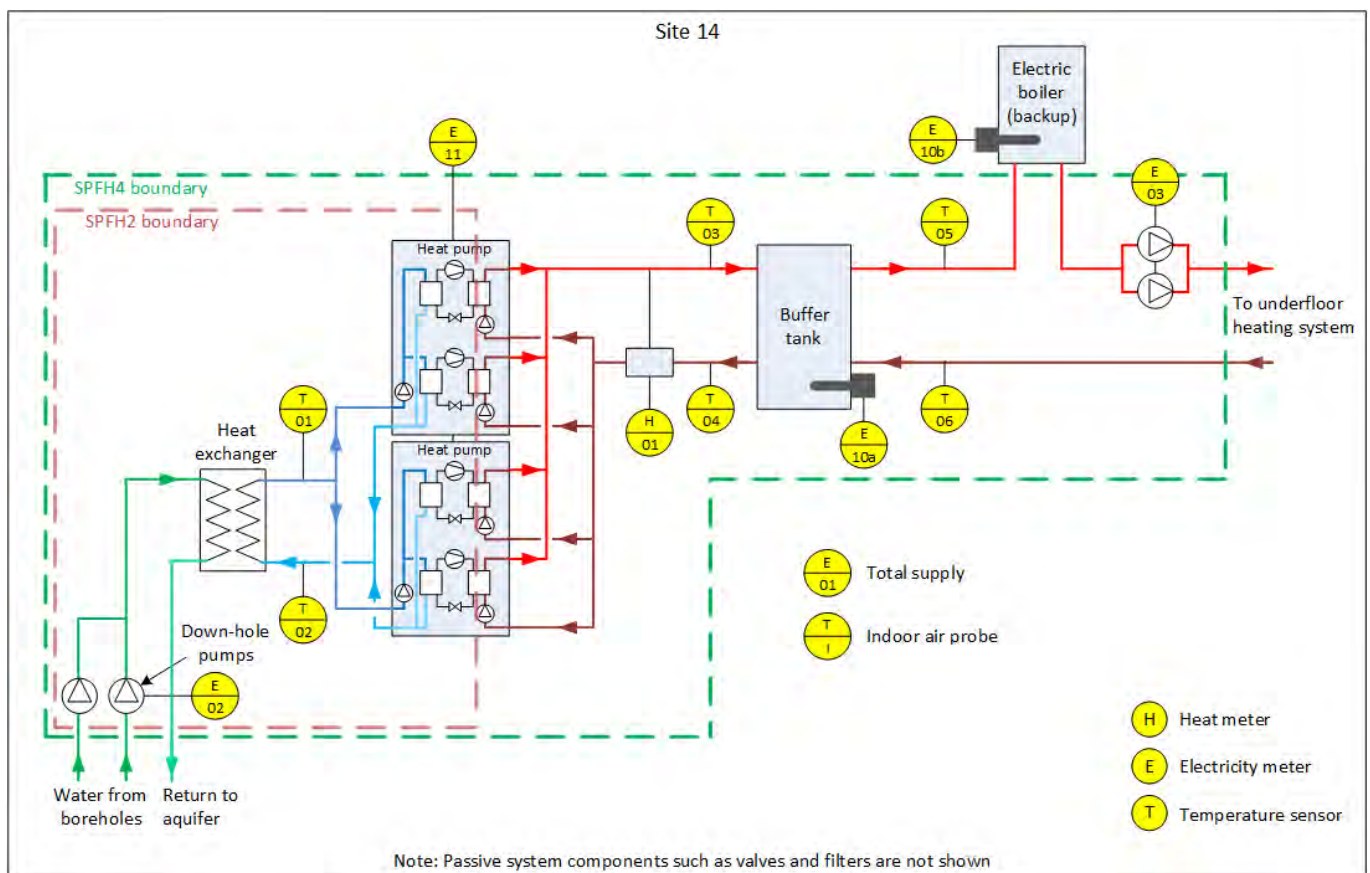 Site 14
Electric
boiler
(backup)
E
10b
E
11
E
03
SPFH4 boundary
SPFH2 boundary
T
03
T
05
Heat pump
Buffer
tank
To underfloor
heating system
T
01
Heat
exchanger
H
01
T
04
E
10a
T
06
Heat pump
E
01
Total supply
T
02
T
I
Indoor air probe
Down-hole
pumps
E
02
H
Heat meter
E
Electricity meter
T
Temperature sensor
Water from
boreholes
Return to
aquifer
Note: Passive system components such as valves and filters are not shown